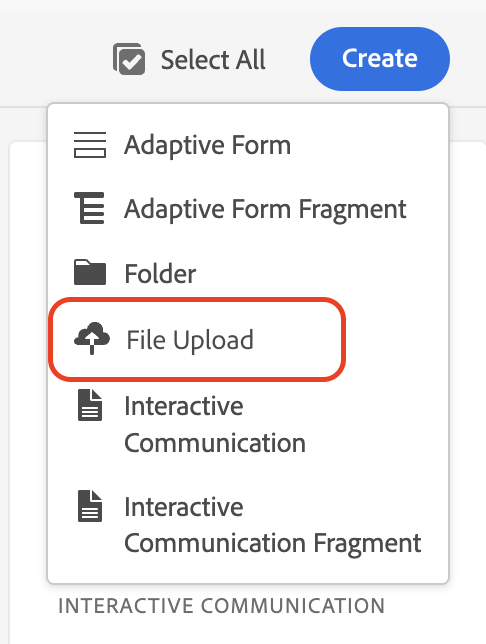 Select All
Create
Adaptive Form
Adaptive Form Fragment
Folder
File Upload
Interactive
Communication
Interactive
Communication Fragment
INTERACTIVE COMMUNICATION